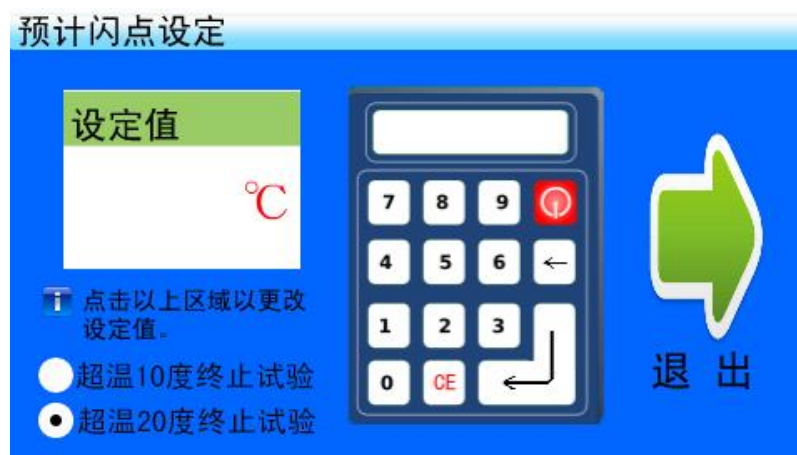 预计闪点设定
设定值
℃
点击以上区域以更改
设定值。
超温10度终止试验
超温20度终止试验
7 8 9
4 5 6 ←
1 2 3
0 CE
退 出